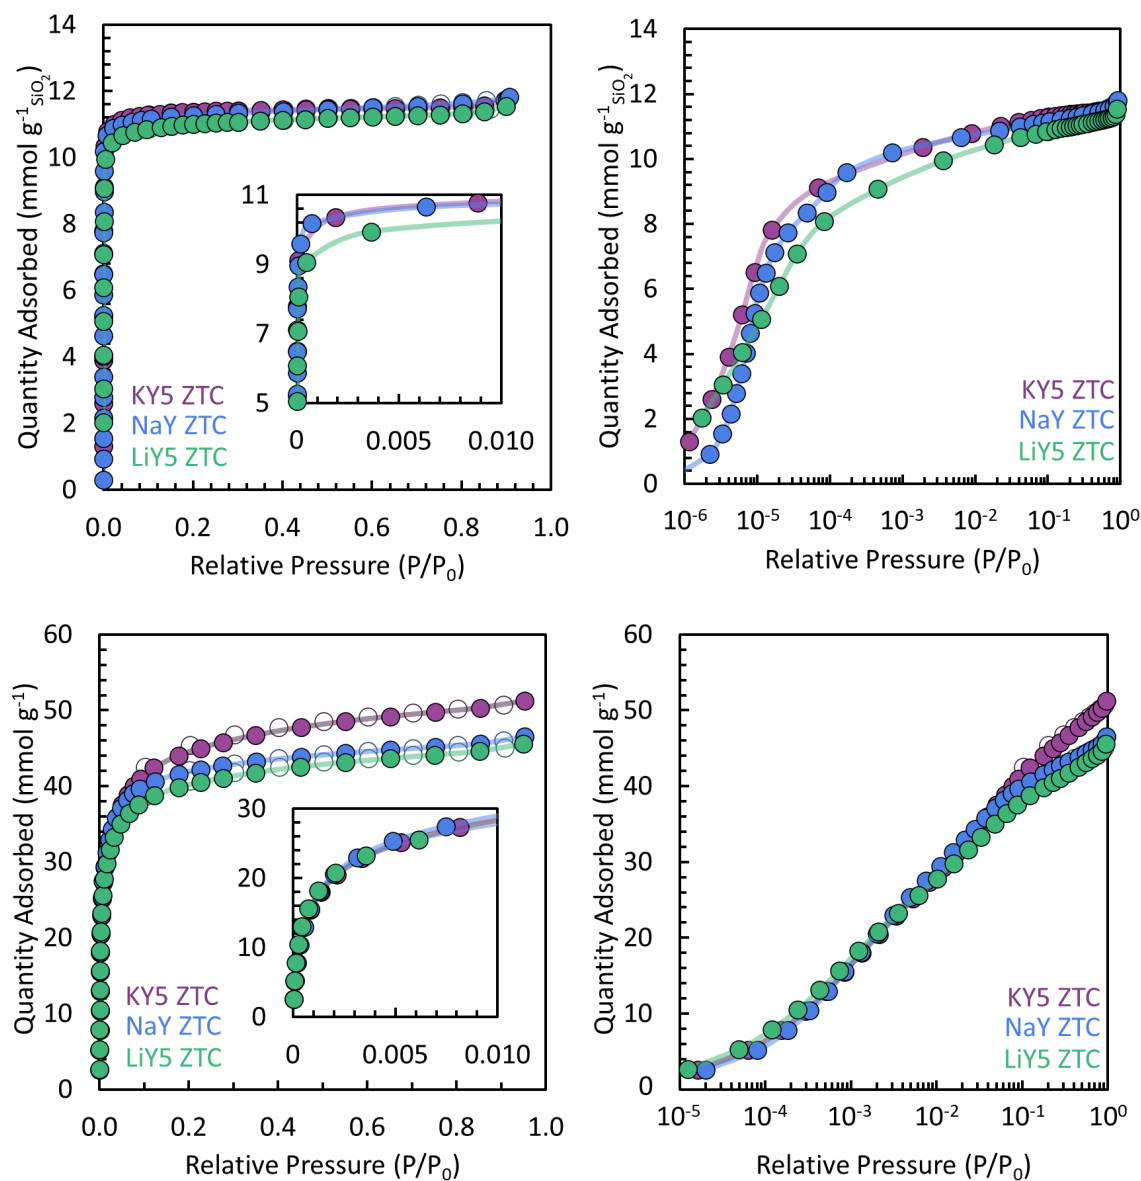 14
12
10
8
6
4
2
0
Quantity Adsorbed (mmol g⁻¹ SiO₂)
KY5 ZTC
NaY ZTC
LiY5 ZTC
11
9
7
5
0 0.005 0.010
0.0 0.2 0.4 0.6 0.8 1.0
Relative Pressure (P/P₀)
14
12
10
8
6
4
2
0
Quantity Adsorbed (mmol g⁻¹ SiO₂)
KY5 ZTC
NaY ZTC
LiY5 ZTC
10⁻⁶ 10⁻⁵ 10⁻⁴ 10⁻³ 10⁻² 10⁻¹ 10⁰
Relative Pressure (P/P₀)
60
50
40
30
20
10
0
Quantity Adsorbed (mmol g⁻¹)
KY5 ZTC
NaY ZTC
LiY5 ZTC
30
20
10
0
0 0.005 0.010
0.0 0.2 0.4 0.6 0.8 1.0
Relative Pressure (P/P₀)
60
50
40
30
20
10
0
Quantity Adsorbed (mmol g⁻¹)
KY5 ZTC
NaY ZTC
LiY5 ZTC
10⁻⁵ 10⁻⁴ 10⁻³ 10⁻² 10⁻¹ 10⁰
Relative Pressure (P/P₀)